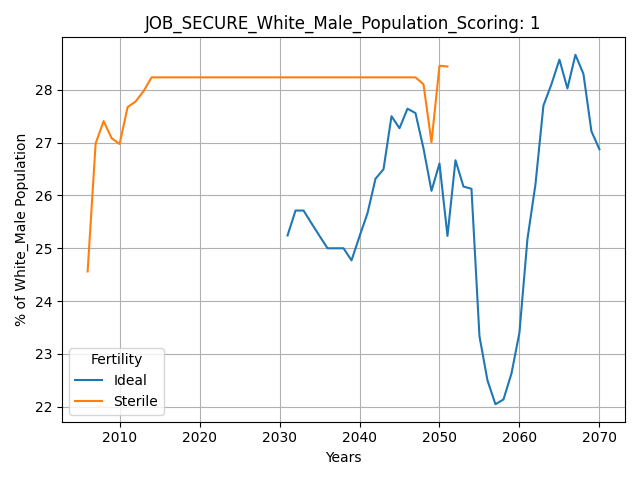 JOB_SECURE_White_Male_Population_Scoring: 1
% of White_Male Population
28
27
26
25
24
23
22
Fertility
Ideal
Sterile
2010 2020 2030 2040 2050 2060 2070
Years